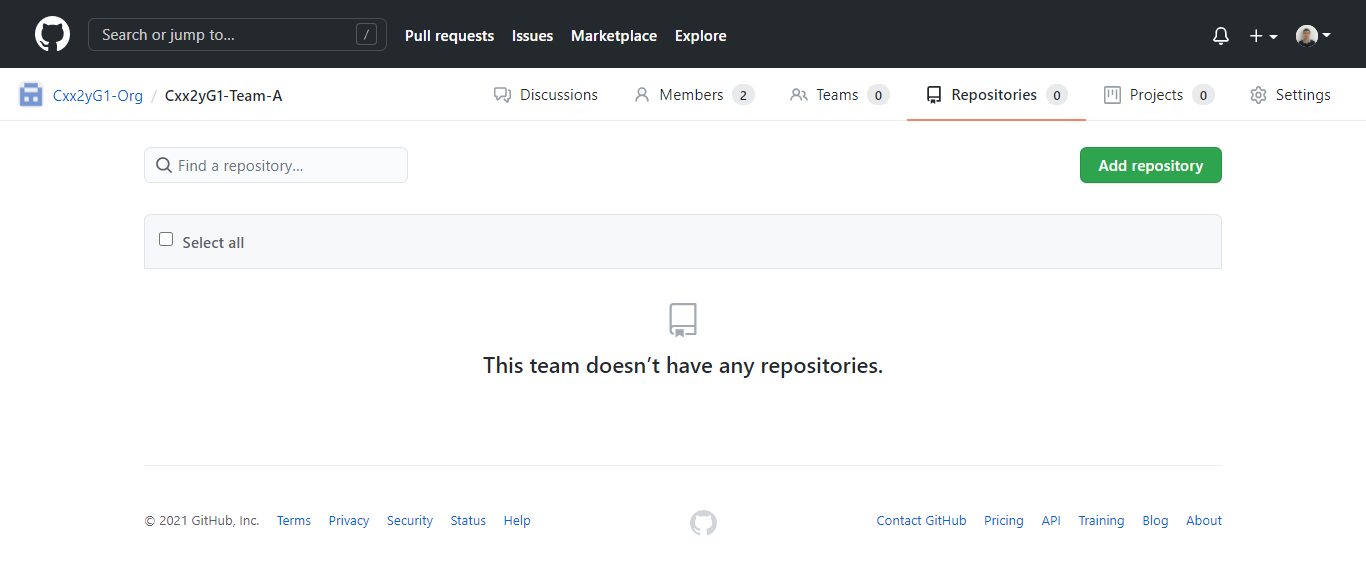 Search or jump to... / Pull requests Issues Marketplace Explore
Cxx2yG1-Org / Cxx2yG1-Team-A Discussions Members 2 Teams 0 Repositories 0 Projects 0 Settings
Find a repository... Add repository
Select all
This team doesn’t have any repositories.
© 2021 GitHub, Inc. Terms Privacy Security Status Help Contact GitHub Pricing API Training Blog About